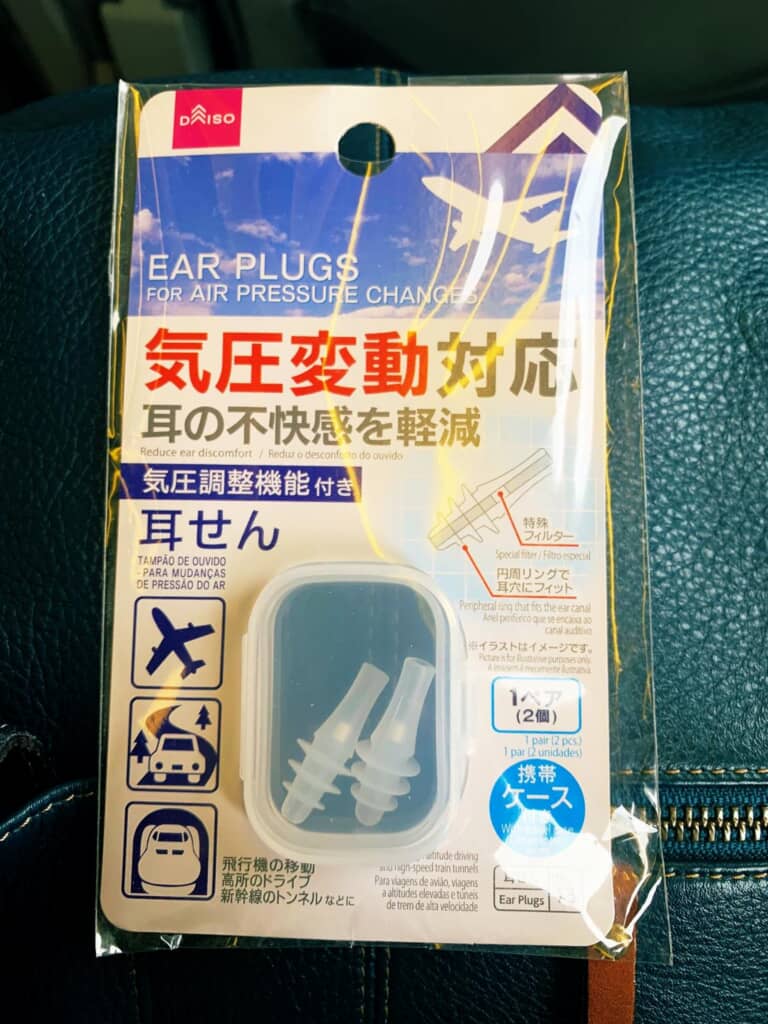 DAISO
EAR PLUGS
FOR AIR PRESSURE CHANGES
気圧変動対応
耳の不快感を軽減
Reduce ear discomfort / Reduz o desconforto do ouvido
気圧調整機能付き
耳せん
TAMPÃO DE OUVIDO
- PARA MUDANÇAS
DE PRESSÃO DO AR
特殊
フィルター
Special filter / Filtro especial
円周リングで
耳穴にフィット
Peripheral ring that fits the ear canal
Anel periférico que se encaixa ao
canal auditivo
※イラストはイメージです。
Picture is for illustrative purposes only.
A imagem é meramente ilustrativa.
1ペア
(2個)
1 pair (2 pcs.)
1 par (2 unidades)
携帯
ケース
飛行機の移動
高所のドライブ
新幹線のトンネルなどに
altitude driving
and high-speed train tunnels
Para viagens de avião, viagens
a altitudes elevadas e túneis
de trem de alta velocidade
Ear Plugs